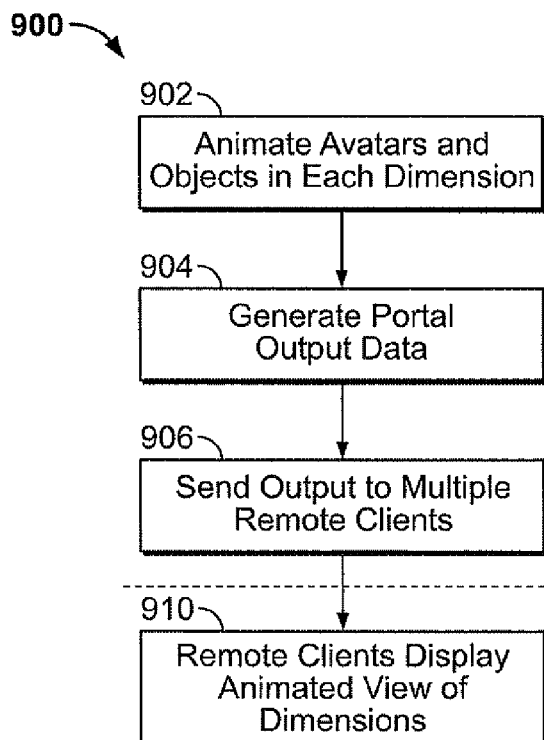 900
902
Animate Avatars and
Objects in Each Dimension
904
Generate Portal
Output Data
906
Send Output to Multiple
Remote Clients
910
Remote Clients Display
Animated View of
Dimensions